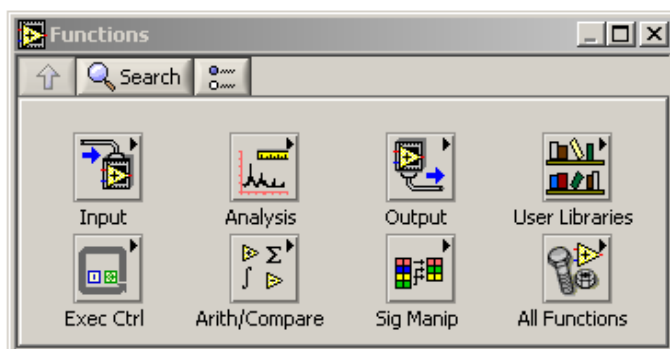 Functions
Search
Input Analysis Output User Libraries
Exec Ctrl Arith/Compare Sig Manip All Functions